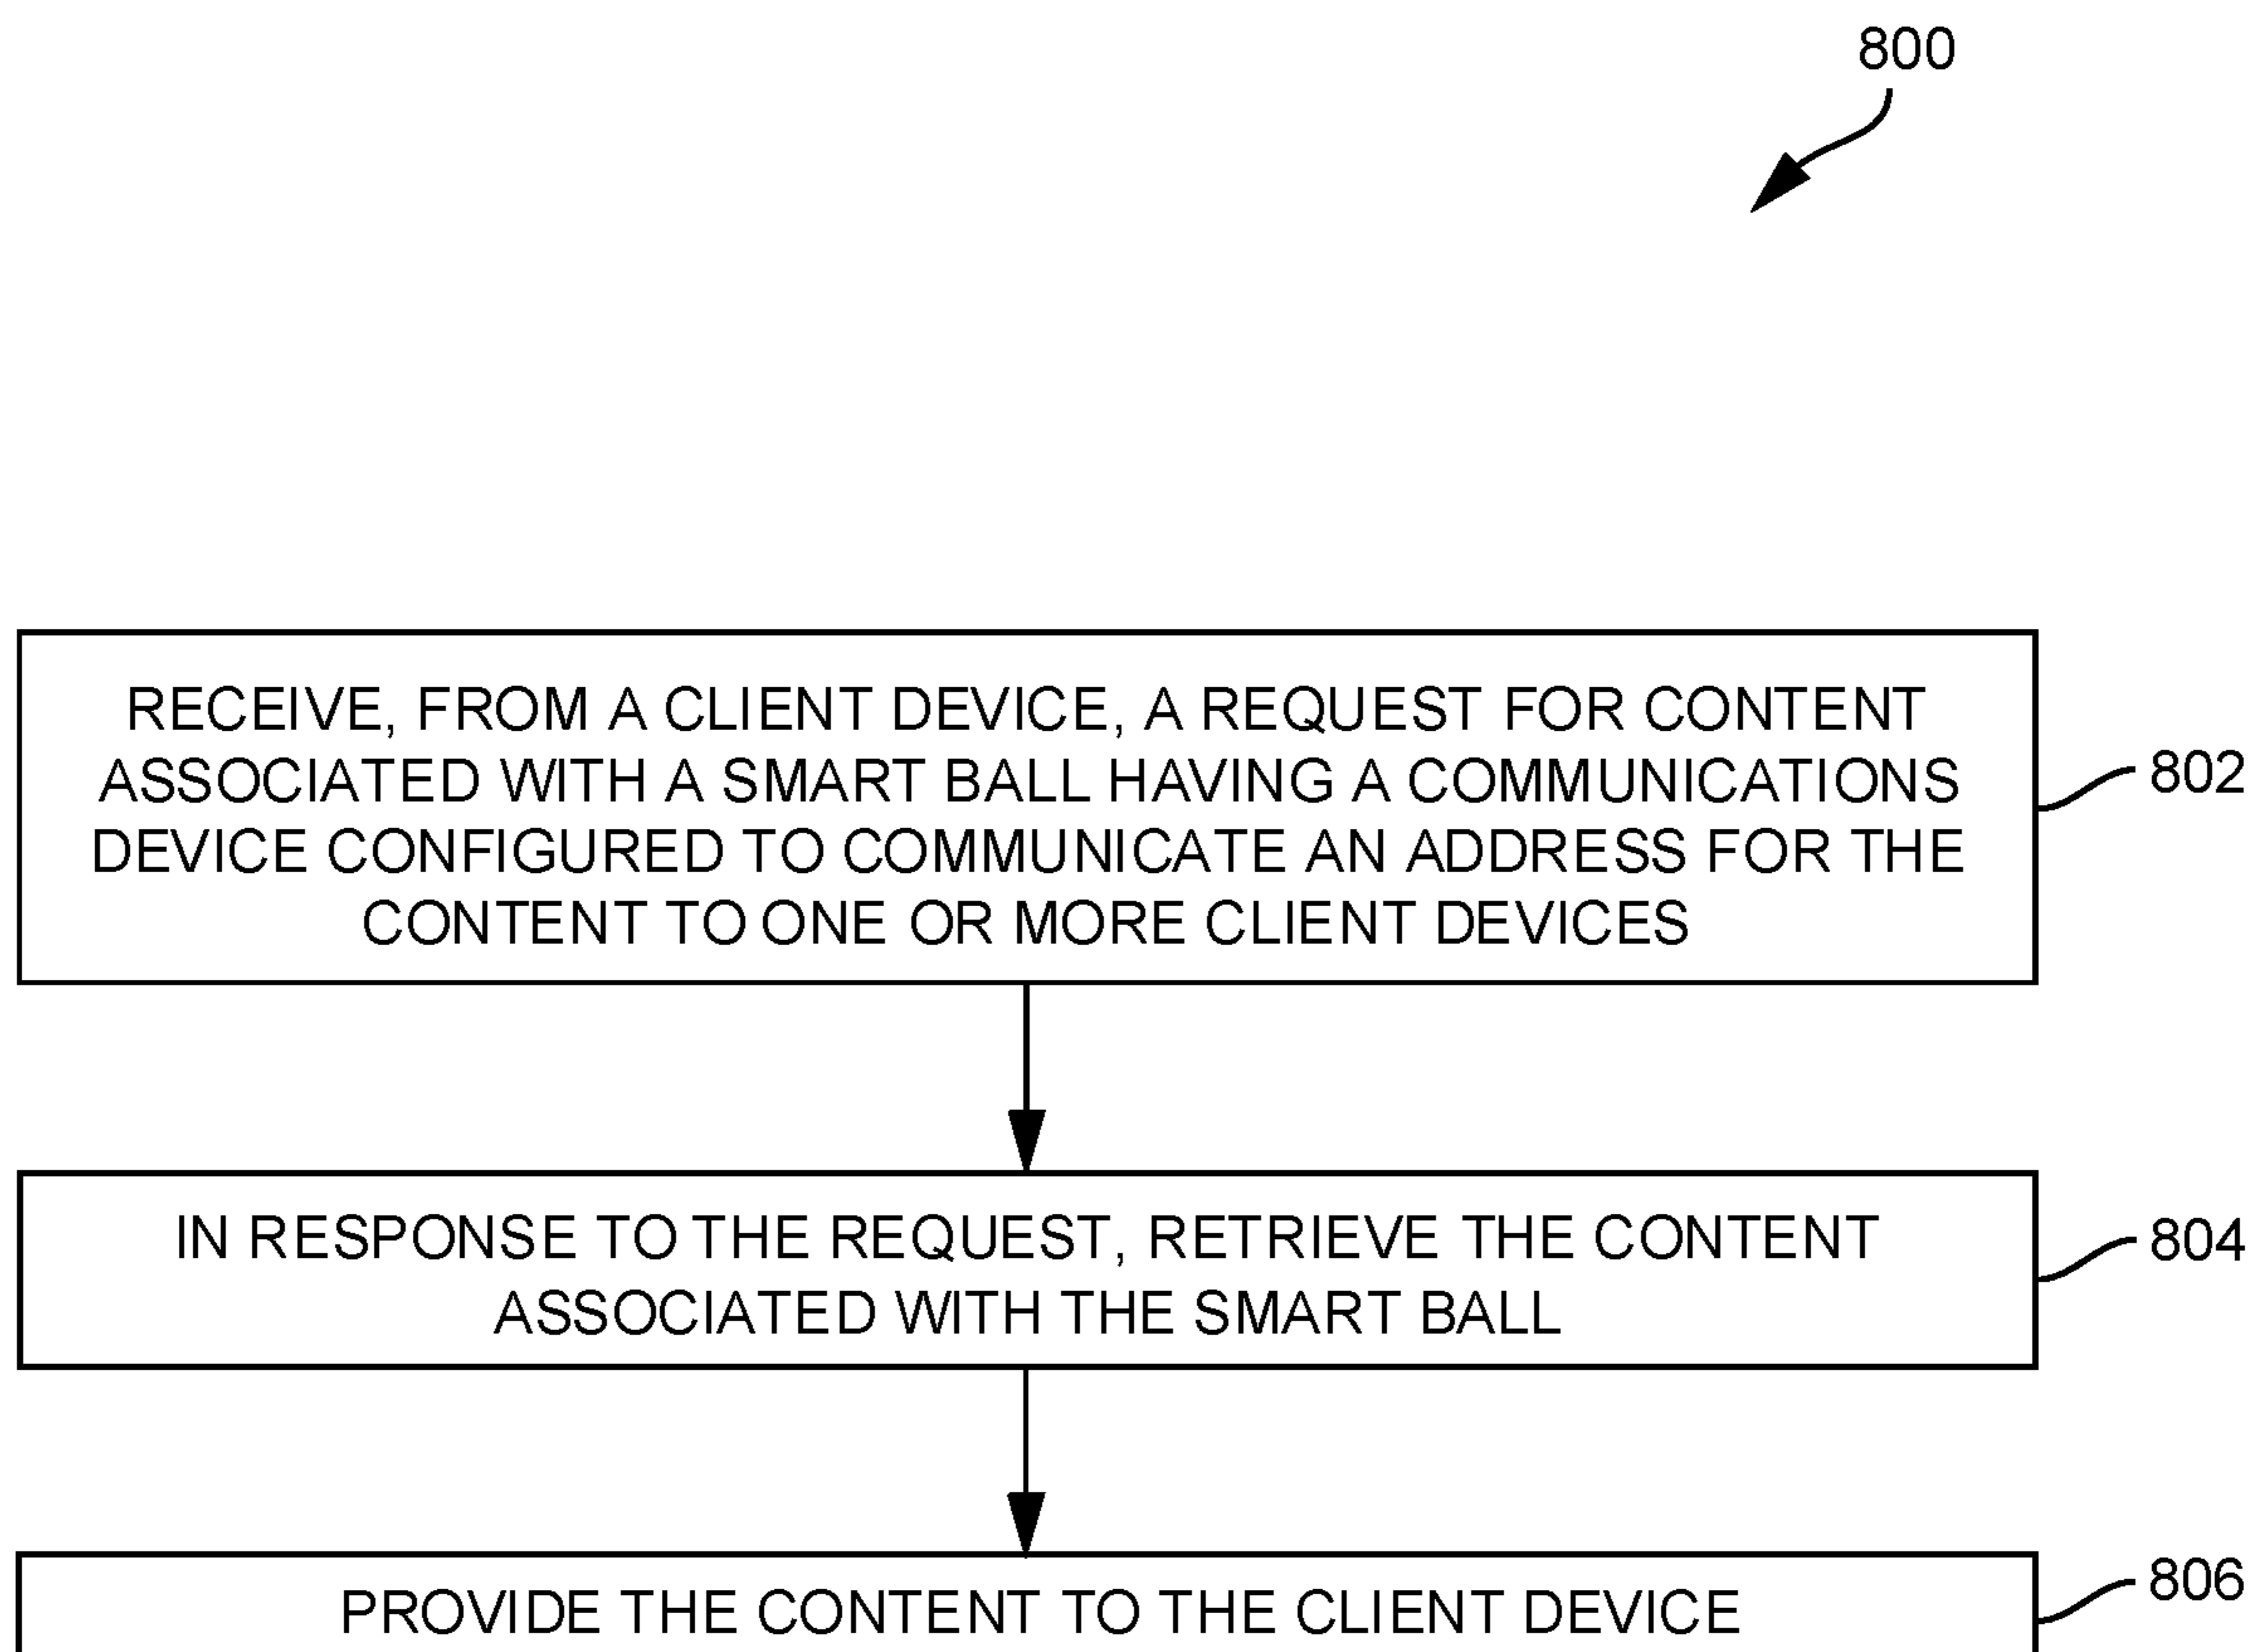 800
RECEIVE, FROM A CLIENT DEVICE, A REQUEST FOR CONTENT
ASSOCIATED WITH A SMART BALL HAVING A COMMUNICATIONS
DEVICE CONFIGURED TO COMMUNICATE AN ADDRESS FOR THE
CONTENT TO ONE OR MORE CLIENT DEVICES
802
IN RESPONSE TO THE REQUEST, RETRIEVE THE CONTENT
ASSOCIATED WITH THE SMART BALL
804
PROVIDE THE CONTENT TO THE CLIENT DEVICE
806